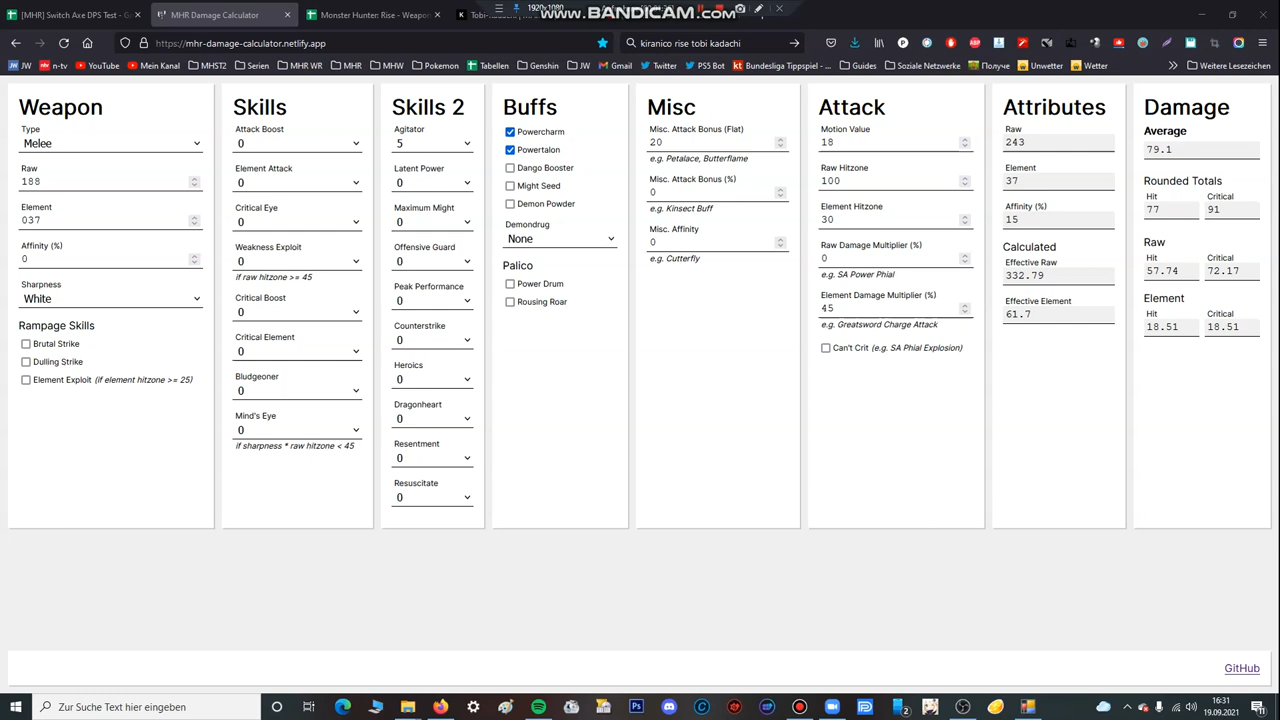 1920×1080
www.BANDICAM.com
[MHR] Switch Axe DPS Test - G
MHR Damage Calculator
Monster Hunter: Rise - Weapon
https://mhr-damage-calculator.netlify.app
kiranico rise tobi kadachi
JW
n-tv
YouTube
Mein Kanal
MHST2
Serien
MHR WR
MHR
MHW
Pokemon
Tabellen
Genshin
JW
Gmail
Twitter
PS5 Bot
Bundesliga Tippspiel -...
Guides
Soziale Netzwerke
Получе
Unwetter
Wetter
Weitere Lesezeichen
Weapon
Type
Melee
Raw
188
Element
037
Affinity (%)
0
Sharpness
White
Rampage Skills
Brutal Strike
Dulling Strike
Element Exploit (if element hitzone >= 25)
Skills
Attack Boost
0
Element Attack
0
Critical Eye
0
Weakness Exploit
0
if raw hitzone >= 45
Critical Boost
0
Critical Element
0
Bludgeoner
0
Mind's Eye
0
if sharpness * raw hitzone < 45
Skills 2
Agitator
5
Latent Power
0
Maximum Might
0
Offensive Guard
0
Peak Performance
0
Counterstrike
0
Heroics
0
Dragonheart
0
Resentment
0
Resuscitate
0
Buffs
Powercharm
Powertalon
Dango Booster
Might Seed
Demon Powder
Demondrug
None
Palico
Power Drum
Rousing Roar
Misc
Misc. Attack Bonus (Flat)
20
e.g. Petalace, Butterflame
Misc. Attack Bonus (%)
0
e.g. Kinsect Buff
Misc. Affinity
0
e.g. Cutterfly
Attack
Motion Value
18
Raw Hitzone
100
Element Hitzone
30
Raw Damage Multiplier (%)
0
e.g. SA Power Phial
Element Damage Multiplier (%)
45
e.g. Greatsword Charge Attack
Can't Crit (e.g. SA Phial Explosion)
Attributes
Raw
243
Element
37
Affinity (%)
15
Calculated
Effective Raw
332.79
Effective Element
61.7
Damage
Average
79.1
Rounded Totals
Hit Critical
77 91
Raw
Hit Critical
57.74 72.17
Element
Hit Critical
18.51 18.51
GitHub
Zur Suche Text hier eingeben
16:31
19.09.2021